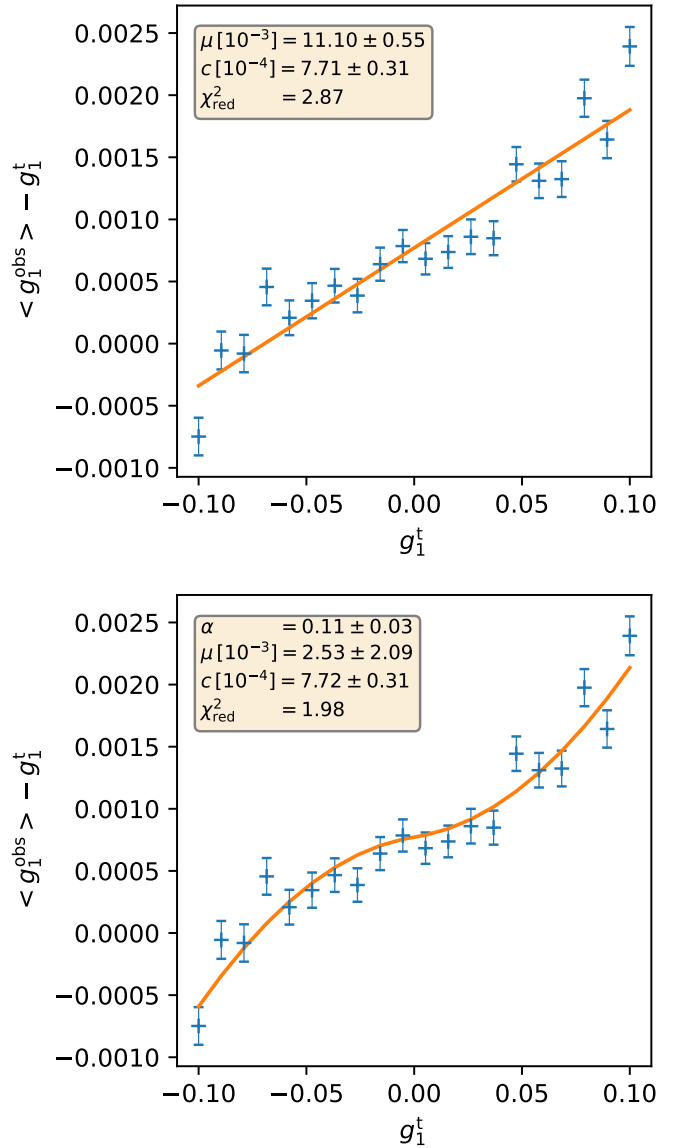 μ [10⁻³] = 11.10 ± 0.55
c [10⁻⁴] = 7.71 ± 0.31
χ²red = 2.87
0.0025
0.0020
0.0015
0.0010
0.0005
0.0000
−0.0005
−0.0010
< g₁ᵒᵇˢ > − g₁ᵗ
−0.10 −0.05 0.00 0.05 0.10
g₁ᵗ
α = 0.11 ± 0.03
μ [10⁻³] = 2.53 ± 2.09
c [10⁻⁴] = 7.72 ± 0.31
χ²red = 1.98
0.0025
0.0020
0.0015
0.0010
0.0005
0.0000
−0.0005
−0.0010
< g₁ᵒᵇˢ > − g₁ᵗ
−0.10 −0.05 0.00 0.05 0.10
g₁ᵗ